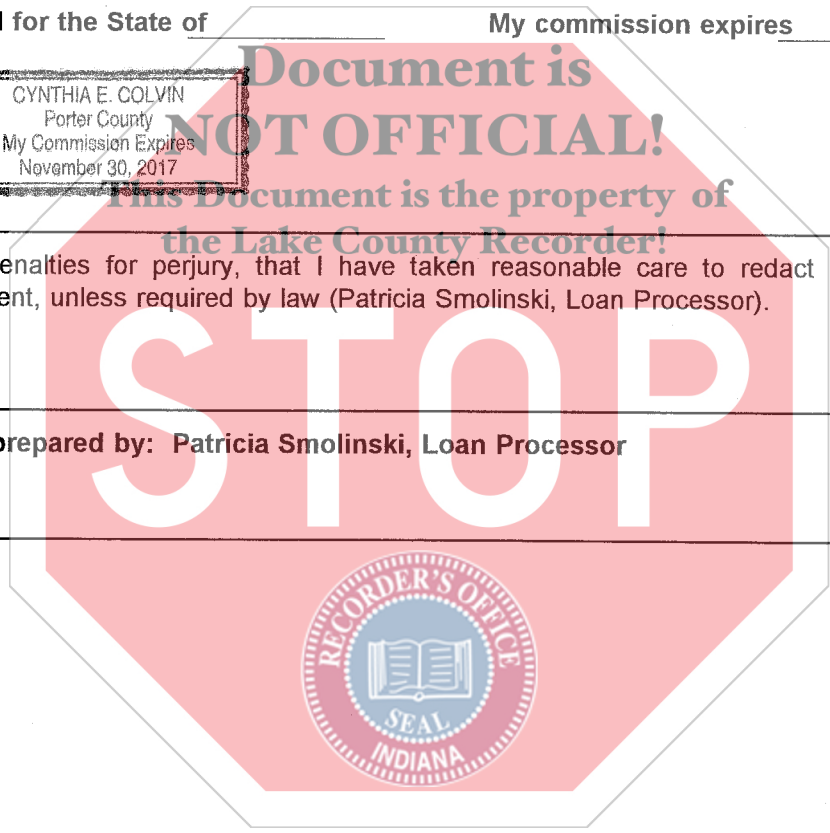 for the State of My commission expires
Document is
CYNTHIA E. COLVIN
Porter County
NOT OFFICIAL!
My Commission Expires
November 30, 2017
This Document is the property of
the Lake County Recorder!
enalties for perjury, that I have taken reasonable care to redact
ent, unless required by law (Patricia Smolinski, Loan Processor).
STOP
prepared by: Patricia Smolinski, Loan Processor
RECORDER'S OFFICE
SEAL
INDIANA